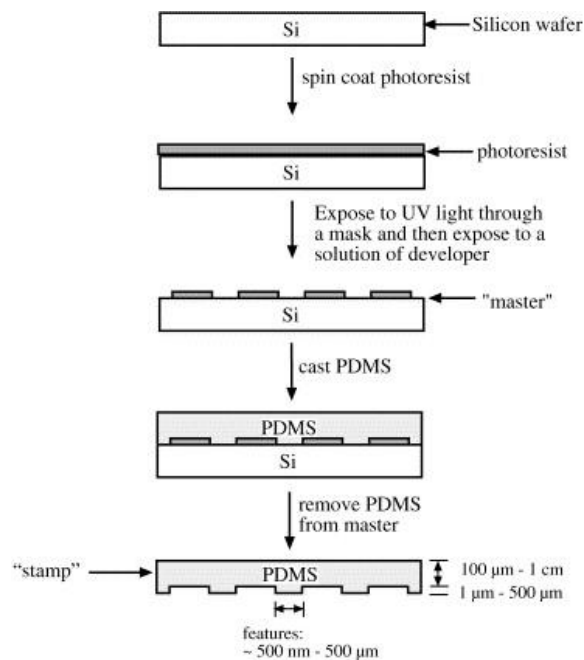 Si
Silicon wafer
spin coat photoresist
photoresist
Si
Expose to UV light through
a mask and then expose to a
solution of developer
"master"
Si
cast PDMS
PDMS
Si
remove PDMS
from master
“stamp”
PDMS
100 µm - 1 cm
1 µm - 500 µm
features:
~ 500 nm - 500 µm